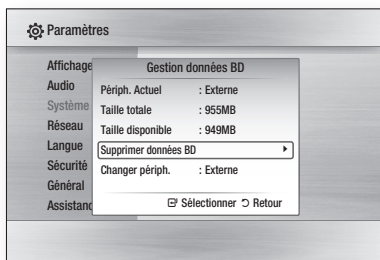 Paramètres
Affichage
Audio
Système
Réseau
Langue
Sécurité
Général
Assistanc
Gestion données BD
Périph. Actuel : Externe
Taille totale : 955MB
Taille disponible : 949MB
Supprimer données BD
Changer périph. : Externe
Sélectionner Retour